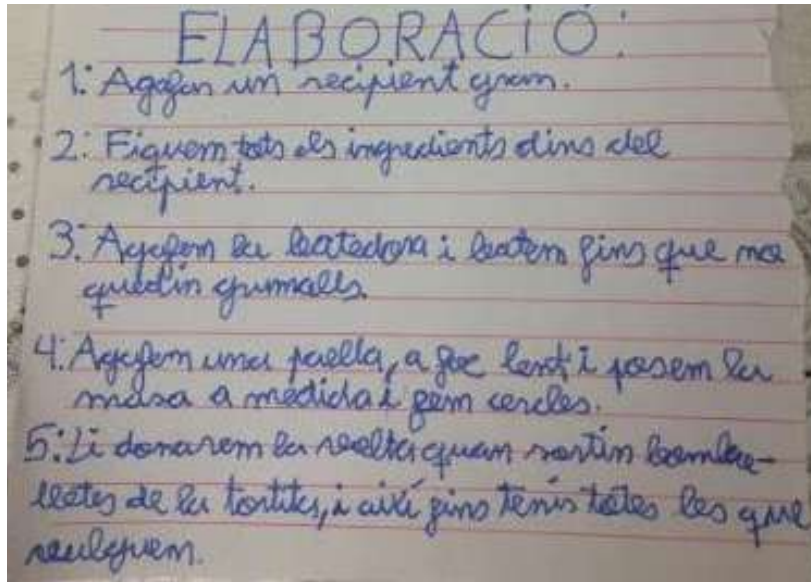 ELABORACIÓ:
1: Agafem un recipient gran.
2: Fiquem tots els ingredients dins del
recipient.
3: Agafem la batedora i batem fins que no
quedin grumolls.
4: Agafem una paella, a foc lent i posem la
masa a medida i fem cercles.
5: Li donarem la volta quan sortin bombo-
lletes de la tortita, i així fins tenir totes les que
vulguem.